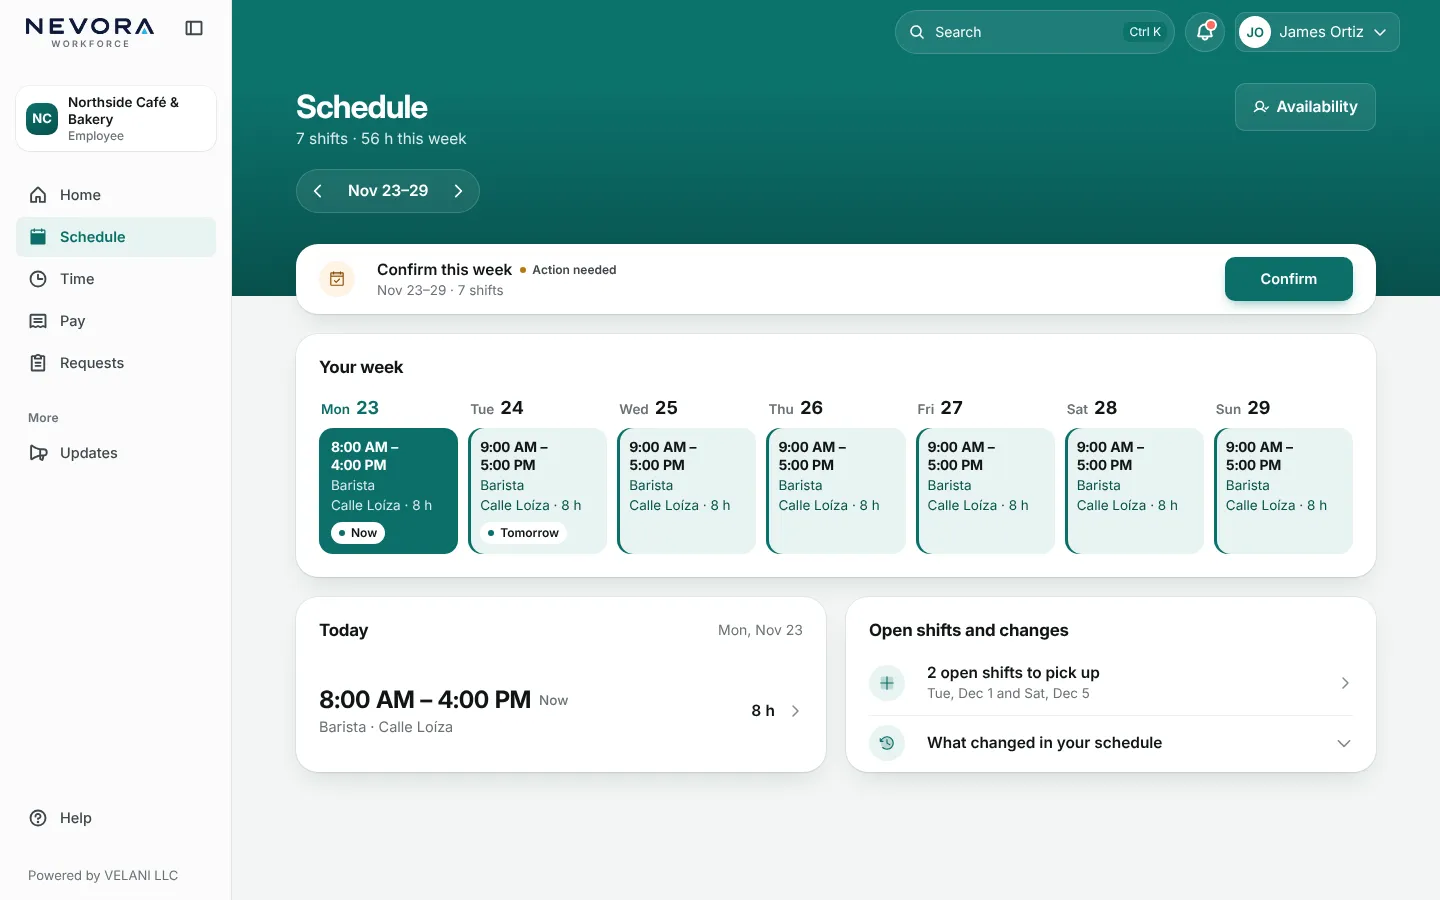 NEVORA
WORKFORCE
Search
Ctrl K
JO
James Ortiz
NC
Northside Café &
Bakery
Employee
Home
Schedule
Time
Pay
Requests
More
Updates
Help
Powered by VELANI LLC
Schedule
7 shifts · 56 h this week
Availability
Nov 23–29
Confirm this week
Action needed
Nov 23–29 · 7 shifts
Confirm
Your week
Mon 23
8:00 AM –
4:00 PM
Barista
Calle Loíza · 8 h
Now
Tue 24
9:00 AM –
5:00 PM
Barista
Calle Loíza · 8 h
Tomorrow
Wed 25
9:00 AM –
5:00 PM
Barista
Calle Loíza · 8 h
Thu 26
9:00 AM –
5:00 PM
Barista
Calle Loíza · 8 h
Fri 27
9:00 AM –
5:00 PM
Barista
Calle Loíza · 8 h
Sat 28
9:00 AM –
5:00 PM
Barista
Calle Loíza · 8 h
Sun 29
9:00 AM –
5:00 PM
Barista
Calle Loíza · 8 h
Today
Mon, Nov 23
8:00 AM – 4:00 PM Now
Barista · Calle Loíza
8 h
Open shifts and changes
2 open shifts to pick up
Tue, Dec 1 and Sat, Dec 5
What changed in your schedule